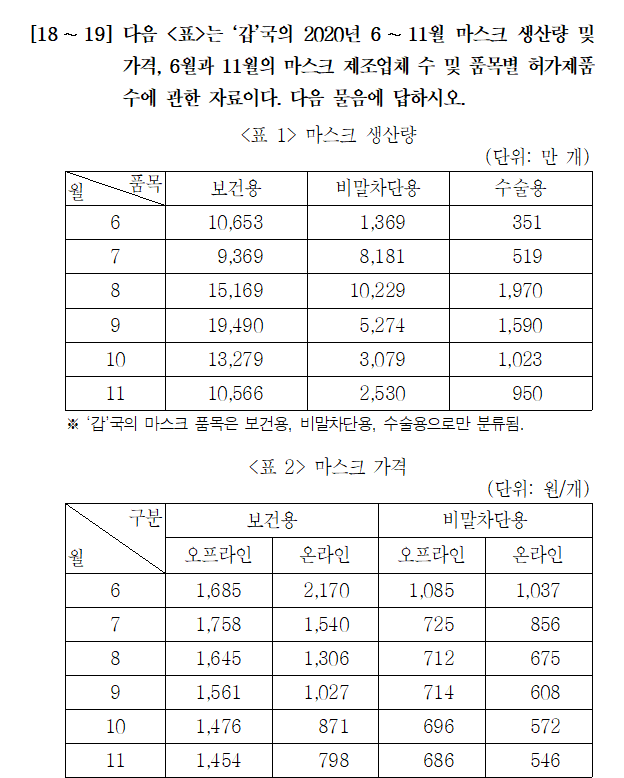 [18 ~ 19] 다음 <표>는 ‘갑’국의 2020년 6 ~ 11월 마스크 생산량 및
가격, 6월과 11월의 마스크 제조업체 수 및 품목별 허가제품
수에 관한 자료이다. 다음 물음에 답하시오.
<표 1> 마스크 생산량
(단위: 만 개)
월 품목 보건용 비말차단용 수술용
6 10,653 1,369 351
7 9,369 8,181 519
8 15,169 10,229 1,970
9 19,490 5,274 1,590
10 13,279 3,079 1,023
11 10,566 2,530 950
※ ‘갑’국의 마스크 품목은 보건용, 비말차단용, 수술용으로만 분류됨.
<표 2> 마스크 가격
(단위: 원/개)
구분 보건용 비말차단용
월 오프라인 온라인 오프라인 온라인
6 1,685 2,170 1,085 1,037
7 1,758 1,540 725 856
8 1,645 1,306 712 675
9 1,561 1,027 714 608
10 1,476 871 696 572
11 1,454 798 686 546